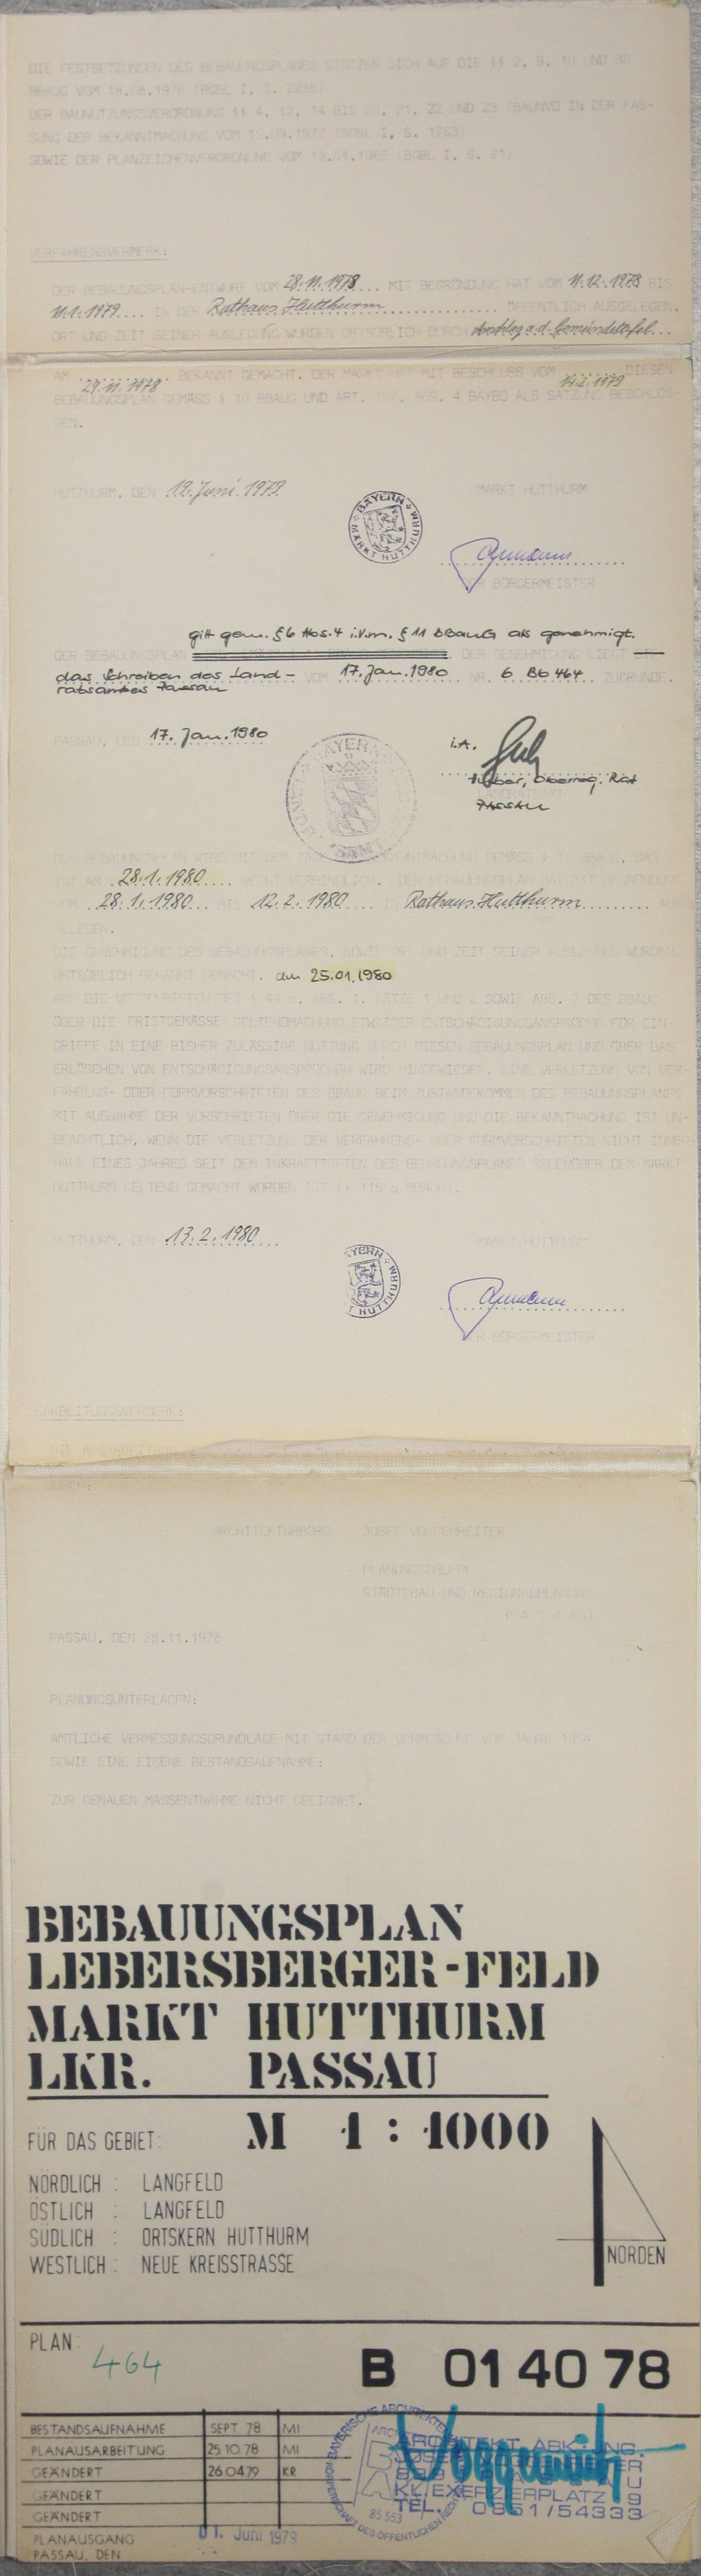 DIE FESTSETZUNGEN DES BEBAUUNGSPLANES STÜTZEN SICH AUF DIE §§ 2, 9, 10 UND 30
BBAUG VOM 18.08.1976 (BGBL I, S. 2256)
DER BAUNUTZUNGSVERORDNUNG §§ 4, 12, 14 BIS 20, 21, 22 UND 23 (BAUNVO IN DER FAS-
SUNG DER BEKANNTMACHUNG VOM 15.09.1977 (BGBL I, S. 1763)
SOWIE DER PLANZEICHENVERORDNUNG VOM 19.01.1965 (BGBL I, S. 21)
VERFAHRENSVERMERK:
DER BEBAUUNGSPLAN-ENTWURF VOM 28.11.1978 ... MIT BEGRÜNDUNG HAT VOM 11.12.1978 BIS
11.1.1979 .... IN DER Rathaus Hutthurm ............ ÖFFENTLICH AUSGELEGEN.
ORT UND ZEIT SEINER AUSLEGUNG WURDEN ORTSÜBLICH DURCH Anschlag a.d. Gemeindetafel...
AM 29.11.1978 BEKANNT GEMACHT. DER MARKT HAT MIT BESCHLUSS VOM 14.2.1979 DIESEN
BEBAUUNGSPLAN GEMÄSS § 10 BBAUG UND ART. ABS. 4 BAYBO ALS SATZUNG BESCHLOS-
SEN.
HUTTHURM, DEN 19. Juni 1979
MARKT HUTTHURM
BAYERN
MARKT HUTTHURM
DER BÜRGERMEISTER
gilt gem. § 6 Abs. 4 i.V.m. § 11 BBauG als genehmigt.
DER BEBAUUNGSPLAN DER GENEHMIGUNG LIEGT DIE
das Schreiben des Land- VOM 17. Jan. 1980 NR. 6 Bb 464 ZUGRUNDE.
ratsamtes Passau
PASSAU, DEN 17. Jan. 1980
i.A.
Huber, Oberreg. Rat
PASSAU
BAYERN
DER BEBAUUNGSPLAN WIRD MIT DEM TAGE DER BEKANNTMACHUNG GEMÄSS § 12 BBAUG, DAS
IST AM 28.1.1980 .... RECHTSVERBINDLICH. DER BEBAUUNGSPLAN HAT MIT BEGRÜNDUNG
VOM 28.1.1980 ... BIS 12.2.1980 .... IN Rathaus Hutthurm ......... AUS-
GELEGEN.
DIE GENEHMIGUNG DES BEBAUUNGSPLANES, SOWIE ORT UND ZEIT SEINER AUSLEGUNG WURDEN
ORTSÜBLICH BEKANNT GEMACHT. am 25.01.1980
AUF DIE VORSCHRIFTEN DES § 44 c, ABS. 1, SÄTZE 1 UND 2 SOWIE ABS. 2 DES BBAUG
ÜBER DIE FRISTGEMÄSSE GELTENDMACHUNG ETWAIGER ENTSCHÄDIGUNGSANSPRÜCHE FÜR EIN-
GRIFFE IN EINE BISHER ZULÄSSIGE NUTZUNG DURCH DIESEN BEBAUUNGSPLAN UND ÜBER DAS
ERLÖSCHEN VON ENTSCHÄDIGUNGSANSPRÜCHEN WIRD HINGEWIESEN. EINE VERLETZUNG VON VER-
FAHRENS- ODER FORMVORSCHRIFTEN DES BBAUG BEIM ZUSTANDEKOMMEN DES BEBAUUNGSPLANES
MIT AUSNAHME DER VORSCHRIFTEN ÜBER DIE GENEHMIGUNG UND DIE BEKANNTMACHUNG IST UN-
BEACHTLICH, WENN DIE VERLETZUNG DER VERFAHRENS- ODER FORMVORSCHRIFTEN NICHT INNER-
HALB EINES JAHRES SEIT DEM INKRAFTTRETEN DES BEBAUUNGSPLANES GEGENÜBER DEM MARKT
HUTTHURM GELTEND GEMACHT WORDEN IST (§ 115 a BBAUG).
HUTTHURM, DEN 13.2.1980
MARKT HUTTHURM
DER BÜRGERMEISTER
DURCH:
ARCHITEKTURBÜRO JOSEF VOGGENREITER
PLANUNGSGRUPPE
STÄDTEBAU UND REGIONALPLANUNG
PASSAU
PASSAU, DEN 28.11.1978
PLANUNGSUNTERLAGEN:
AMTLICHE VERMESSUNGSGRUNDLAGE MIT STAND DER VERMESSUNG VOM JAHRE 1964
SOWIE EINE EIGENE BESTANDSAUFNAHME:
ZUR GENAUEN MASSENTNAHME NICHT GEEIGNET.
BEBAUUNGSPLAN
LEBERSBERGER-FELD
MARKT HUTTHURM
LKR. PASSAU
FÜR DAS GEBIET: M 1 : 1000
NÖRDLICH : LANGFELD
ÖSTLICH : LANGFELD
SÜDLICH : ORTSKERN HUTTHURM
WESTLICH : NEUE KREISSTRASSE
NORDEN
PLAN: 464
B 01 40 78
BESTANDSAUFNAHME SEPT 78 MI
PLANAUSARBEITUNG 25.10.78 MI
GEÄNDERT 26.04.79 KR
GEÄNDERT
GEÄNDERT
PLANAUSGANG
PASSAU, DEN 01. Juni 1979
ARCHITEKT ABK. ING.
KL. EXERZIERPLATZ 9
TEL. 0851/54333
85 553